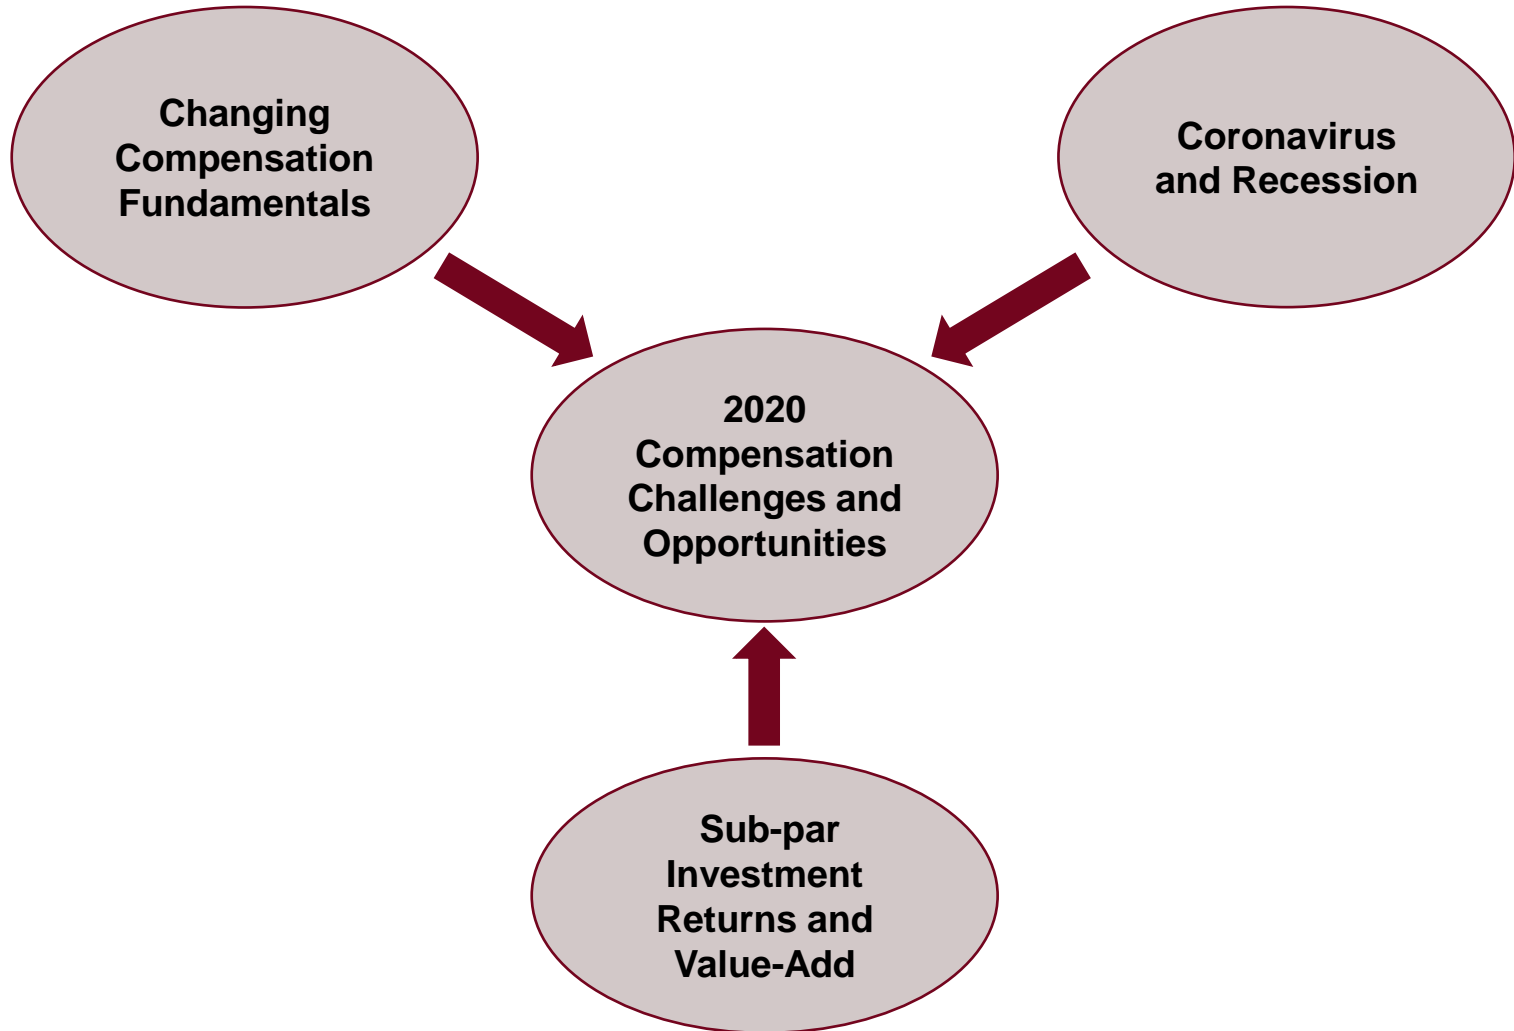 Changing
Compensation
Fundamentals
Coronavirus
and Recession
2020
Compensation
Challenges and
Opportunities
Sub-par
Investment
Returns and
Value-Add